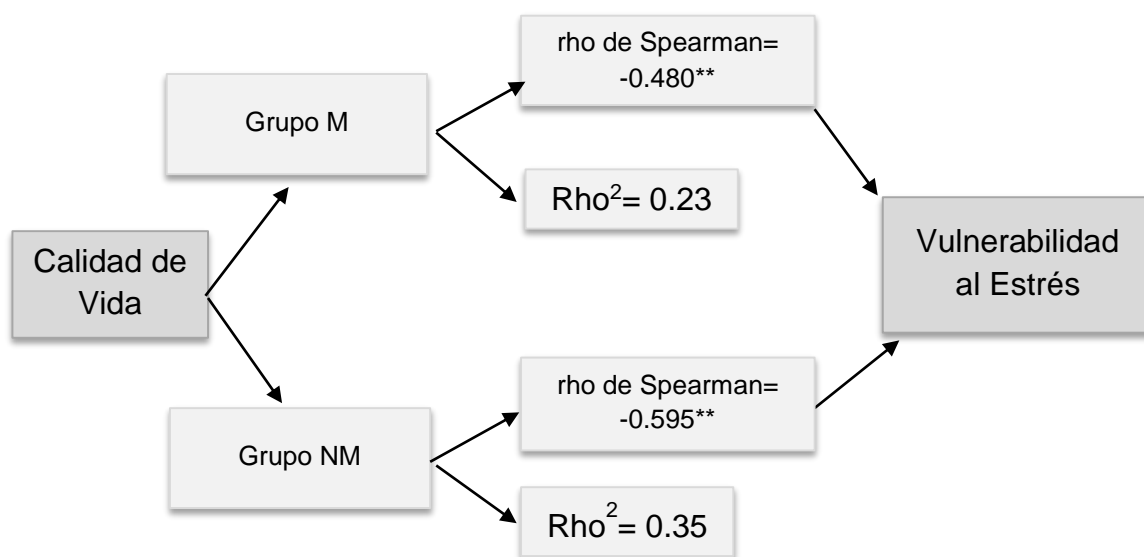 Calidad de
Vida
Grupo M
rho de Spearman=
-0.480**
Rho²= 0.23
Grupo NM
rho de Spearman=
-0.595**
Rho²= 0.35
Vulnerabilidad
al Estrés